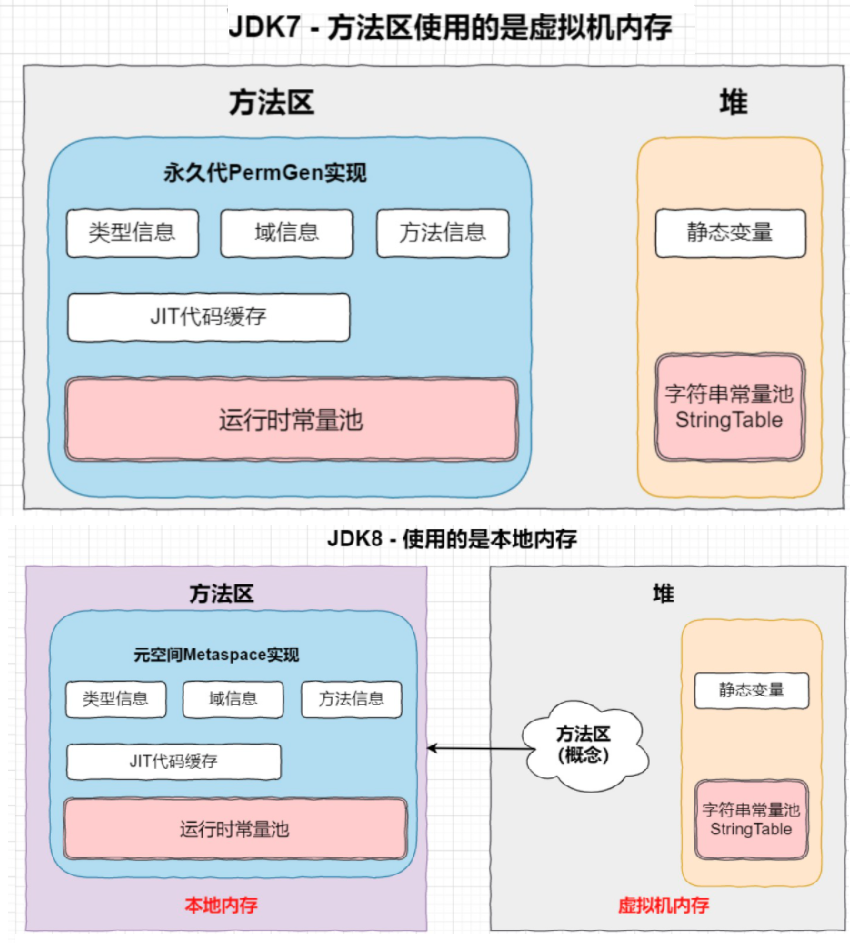 JDK7 - 方法区使用的是虚拟机内存
方法区
堆
永久代PermGen实现
类型信息
域信息
方法信息
静态变量
JIT代码缓存
运行时常量池
字符串常量池
StringTable
JDK8 - 使用的是本地内存
方法区
堆
元空间Metaspace实现
类型信息
域信息
方法信息
静态变量
方法区
(概念)
JIT代码缓存
运行时常量池
字符串常量池
StringTable
本地内存
虚拟机内存